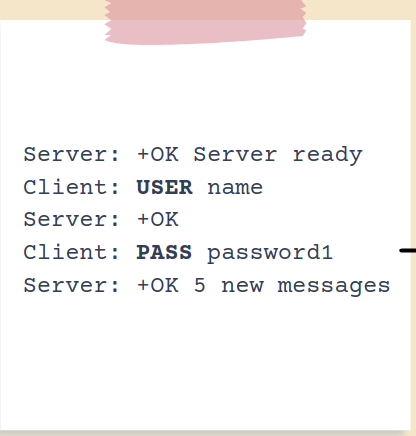 Server: +OK Server ready
Client: USER name
Server: +OK
Client: PASS password1
Server: +OK 5 new messages